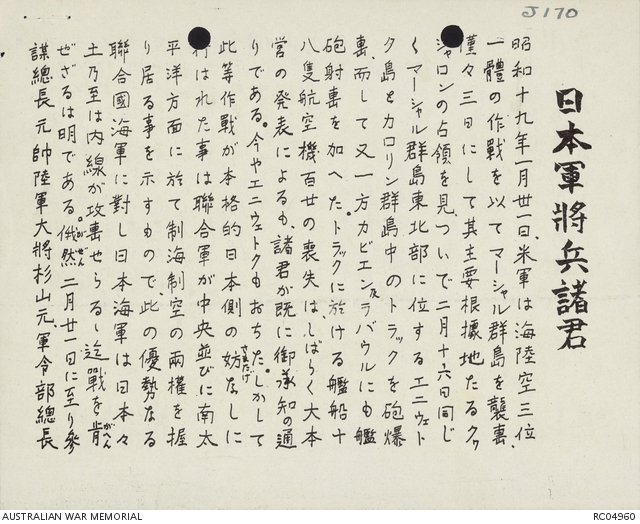 J170
日本軍將兵諸君
昭和十九年一月卅一日、米軍は海陸空三位
一體の作戰を以てマーシャル群島を襲撃、
僅々三日にして其主要根據地たるクワ
ジャロンの占領を見、ついで二月十六日同じ
くマーシャル群島東北部に位するエニウェト
ク島とカロリン群島中のトラックを砲爆
撃、而して又一方カビエン及ラバウルにも艦
砲射撃を加へた。トラックに於ける艦船十
八隻航空機百廿の喪失はしばらく大本
營の発表によるも、諸君が既に御承知の通
りである。今やエニウェトクもおちた。しかして
此等作戰が本格的日本側の妨なしに
さまたげ
行はれた事は聯合軍が中央並びに南太
平洋方面に於て制海制空の両權を握
り居る事を示すもので、此の優勢なる
聯合國海軍に對し日本海軍は日本々
土乃至は内線が攻撃せらるゝ迄戰を肯
がへん
ぜざるは明である。俄然二月廿一日に至り参
がぜん
謀總長元帥陸軍大將杉山元、軍令部總長
AUSTRALIAN WAR MEMORIAL
RC04960